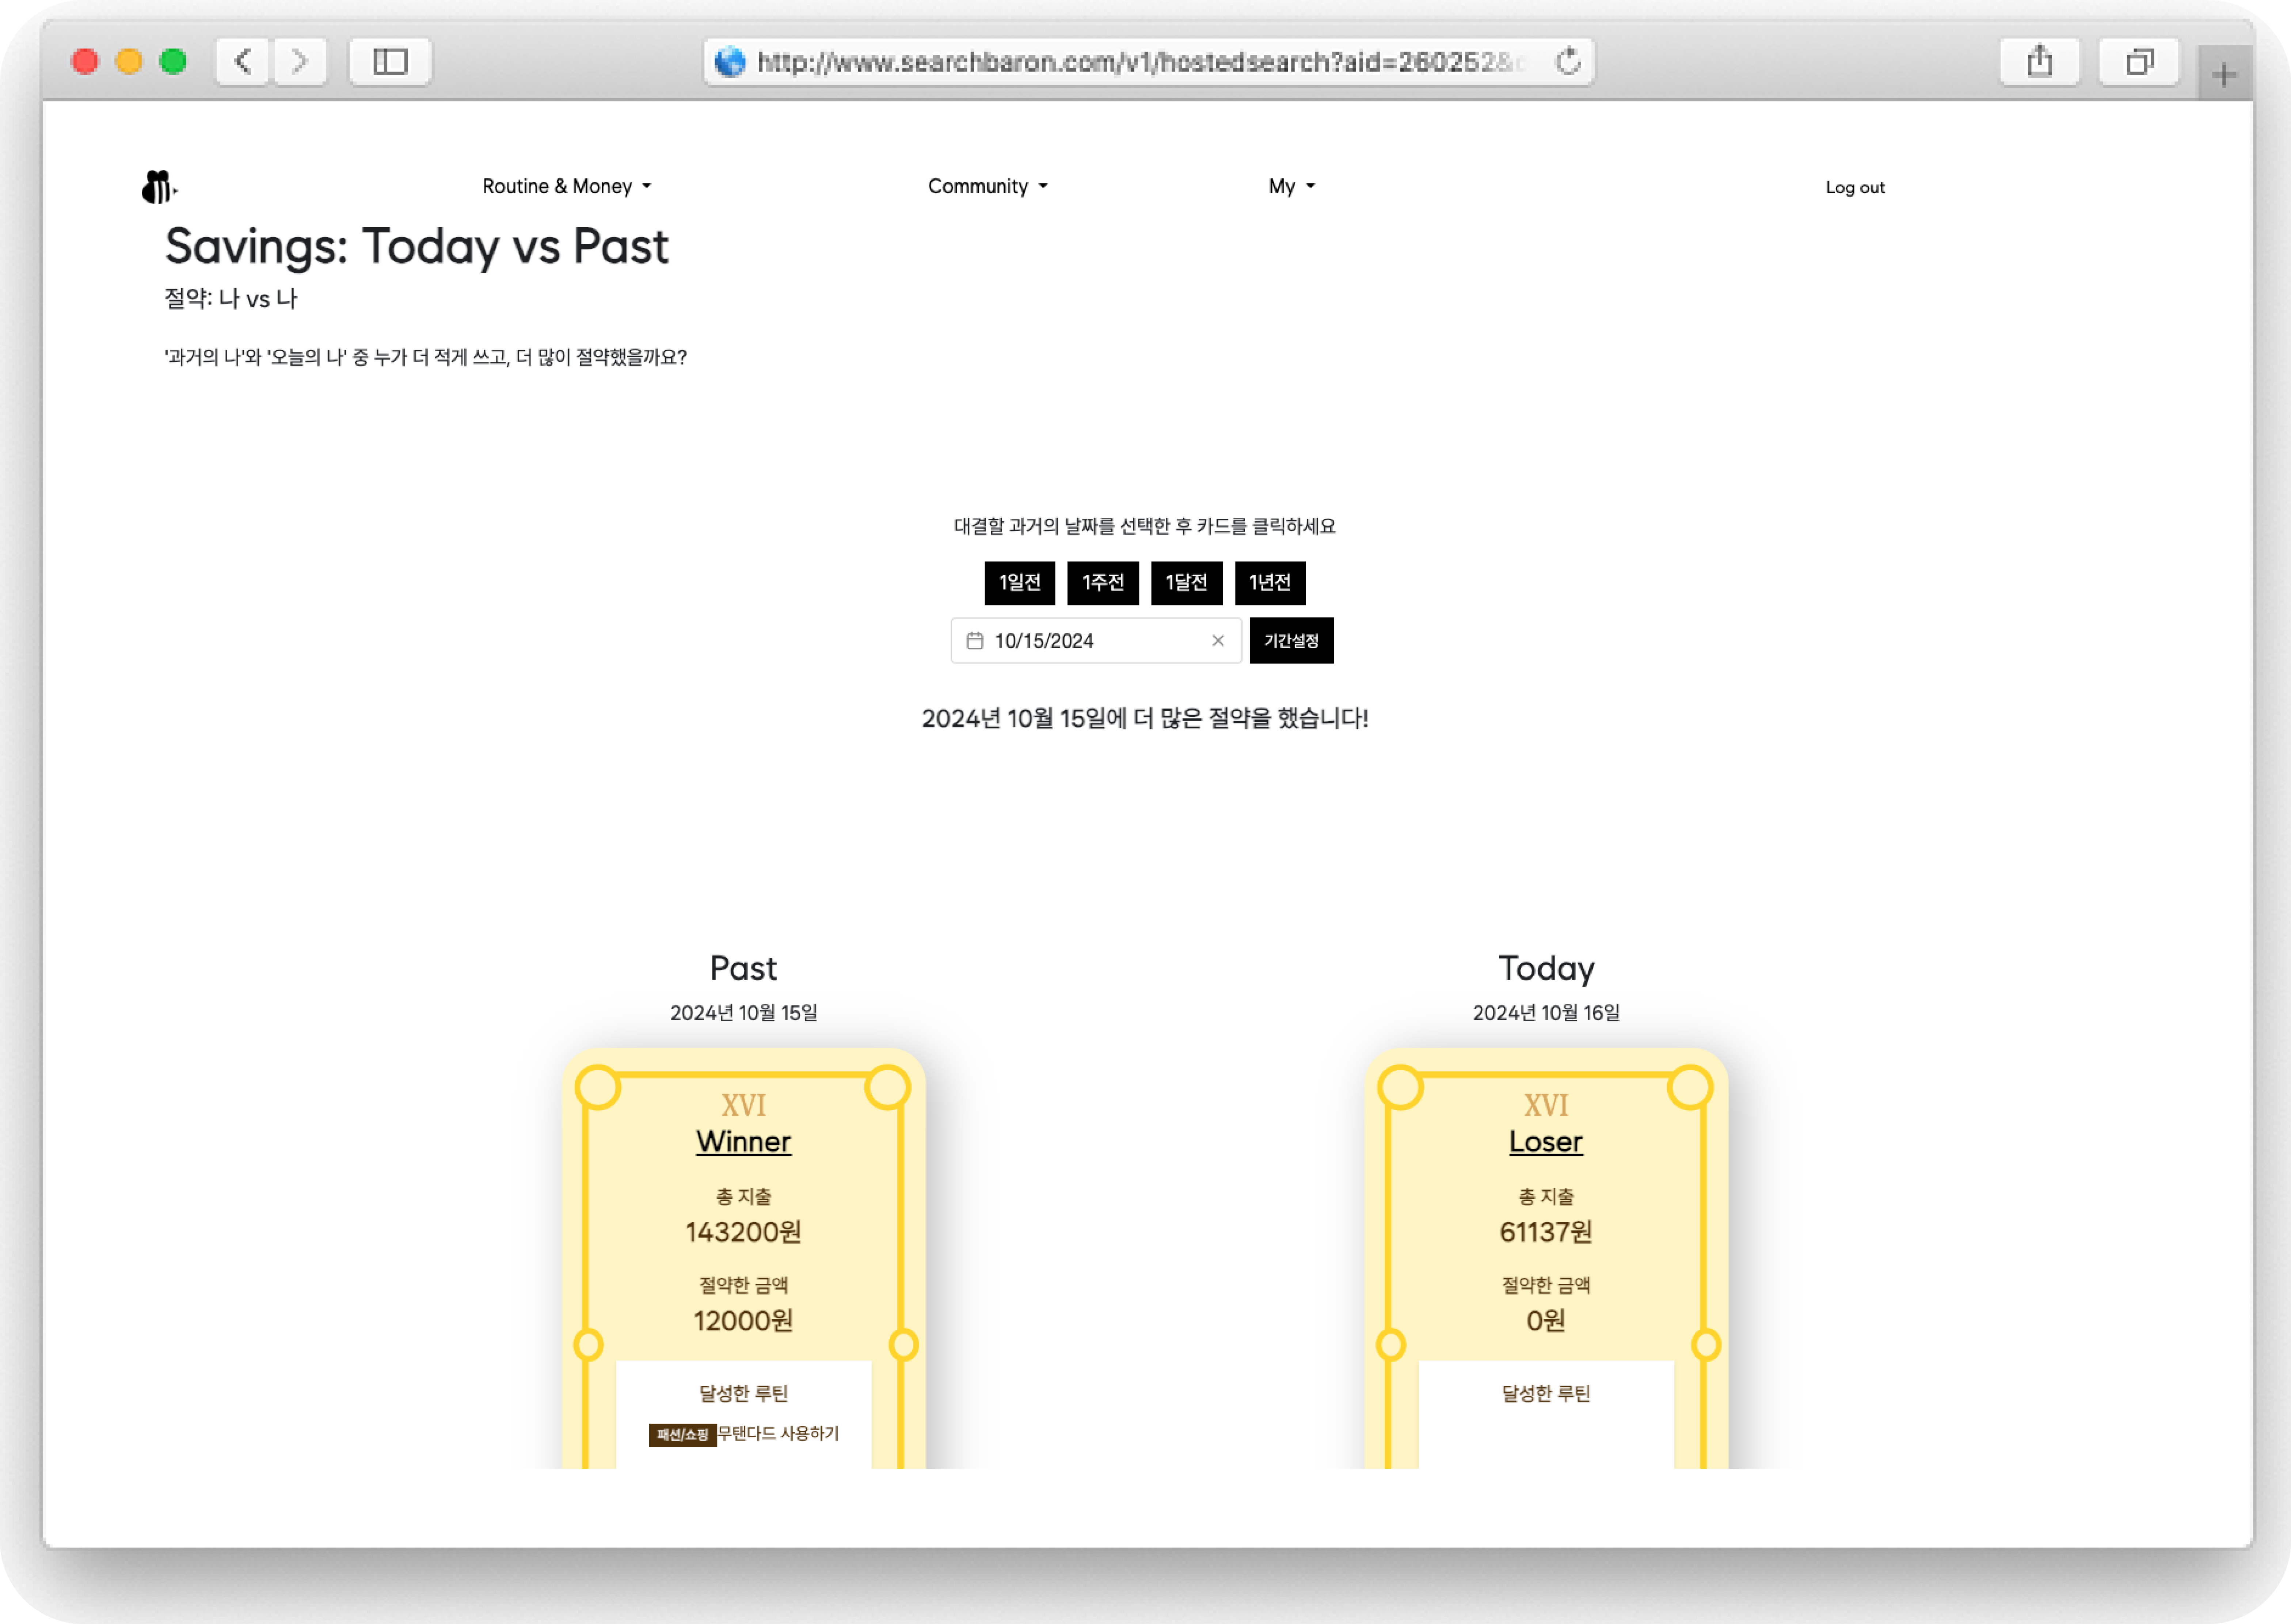 http://www.searchbaron.com/v1/hostedsearch?aid=260252&
Routine & Money
Community
My
Log out
Savings: Today vs Past
절약: 나 vs 나
'과거의 나'와 '오늘의 나' 중 누가 더 적게 쓰고, 더 많이 절약했을까요?
대결할 과거의 날짜를 선택한 후 카드를 클릭하세요
1일전 1주전 1달전 1년전
10/15/2024 기간설정
2024년 10월 15일에 더 많은 절약을 했습니다!
Past
2024년 10월 15일
XVI
Winner
총 지출
143200원
절약한 금액
12000원
달성한 루틴
패션/쇼핑 무탠다드 사용하기
Today
2024년 10월 16일
XVI
Loser
총 지출
61137원
절약한 금액
0원
달성한 루틴